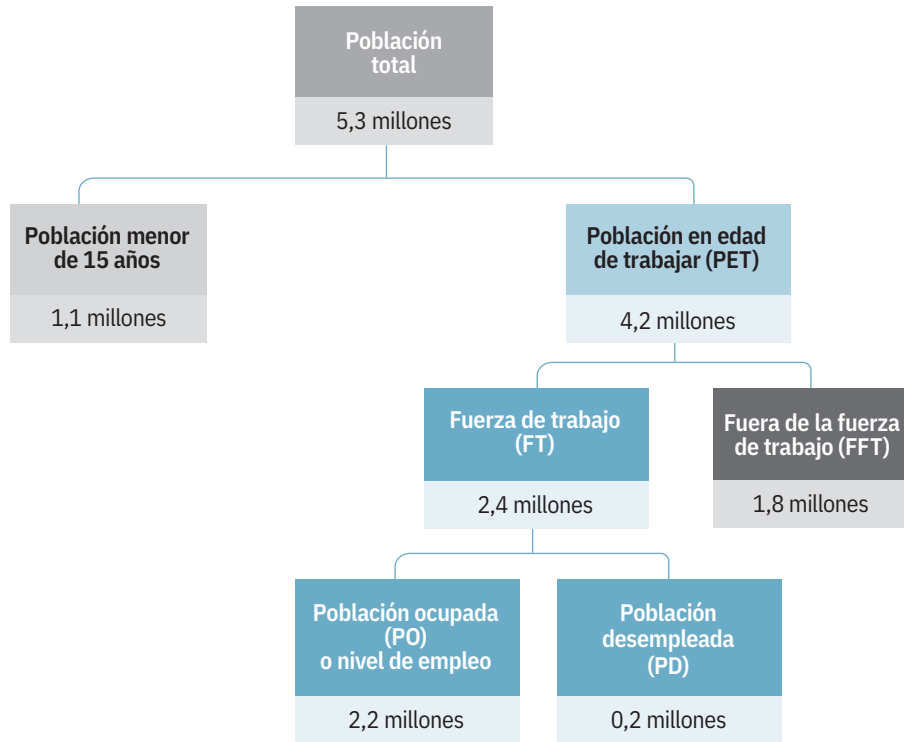 Población
total
5,3 millones
Población menor
de 15 años
1,1 millones
Población en edad
de trabajar (PET)
4,2 millones
Fuerza de trabajo
(FT)
2,4 millones
Fuera de la fuerza
de trabajo (FFT)
1,8 millones
Población ocupada
(PO)
o nivel de empleo
2,2 millones
Población
desempleada
(PD)
0,2 millones